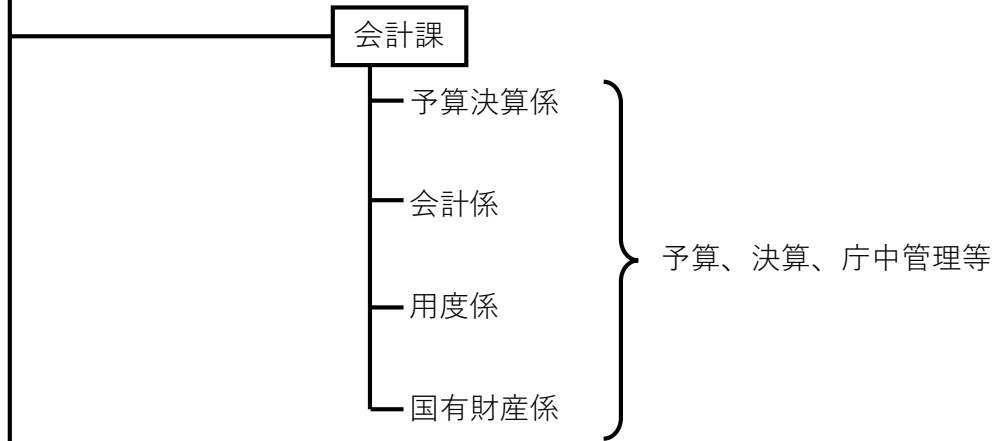 会計課
予算決算係
会計係
用度係
国有財産係
予算、決算、庁中管理等